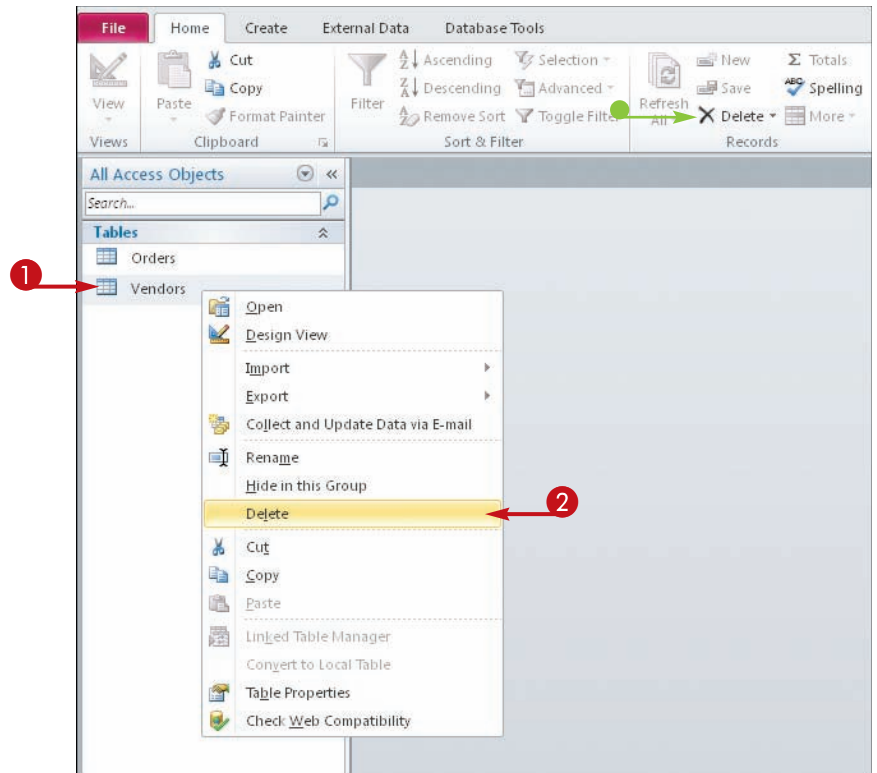 File Home Create External Data Database Tools
View
Views
Paste
Cut
Copy
Format Painter
Clipboard
Filter
Ascending
Descending
Remove Sort
Selection
Advanced
Toggle Filter
Sort & Filter
Refresh
All
New
Save
Delete
Totals
Spelling
More
Records
All Access Objects
Search...
Tables
Orders
1
Vendors
Open
Design View
Import
Export
Collect and Update Data via E-mail
Rename
Hide in this Group
Delete
2
Cut
Copy
Paste
Linked Table Manager
Convert to Local Table
Table Properties
Check Web Compatibility